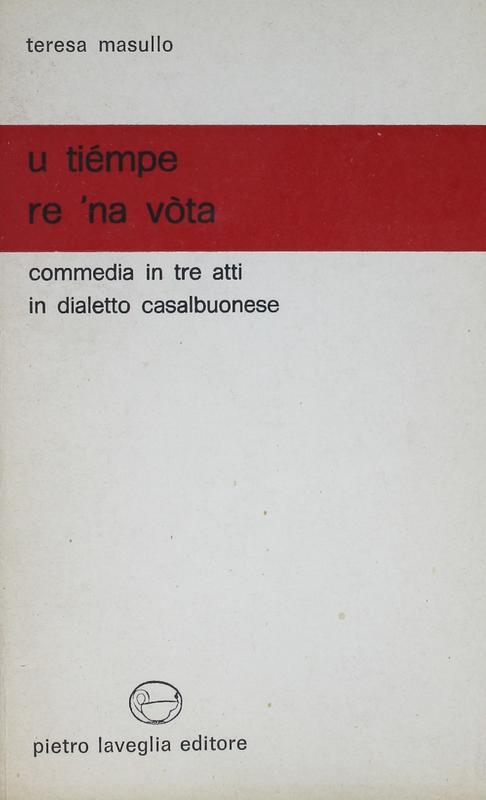 teresa masullo
u tiémpe
re 'na vòta
commedia in tre atti
in dialetto casalbuonese
pietro laveglia editore